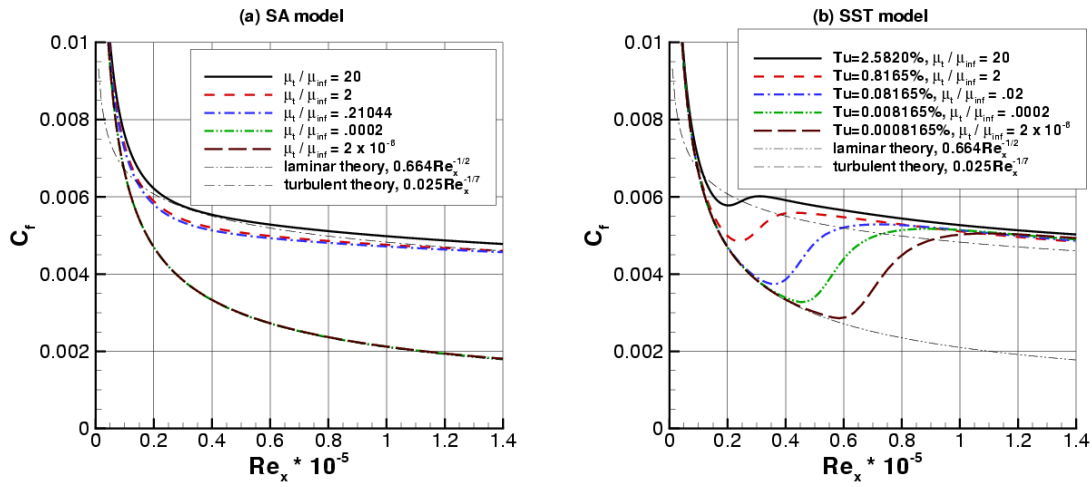 (a) SA model
0.01
0.008
0.006
0.004
0.002
0
C_f
0 0.2 0.4 0.6 0.8 1 1.2 1.4
Re_x * 10^-5
μ_t / μ_inf = 20
μ_t / μ_inf = 2
μ_t / μ_inf = .21044
μ_t / μ_inf = .0002
μ_t / μ_inf = 2 x 10^-6
laminar theory, 0.664Re_x^-1/2
turbulent theory, 0.025Re_x^-1/7
(b) SST model
0.01
0.008
0.006
0.004
0.002
0
C_f
0 0.2 0.4 0.6 0.8 1 1.2 1.4
Re_x * 10^-5
Tu=2.5820%, μ_t / μ_inf = 20
Tu=0.8165%, μ_t / μ_inf = 2
Tu=0.08165%, μ_t / μ_inf = .02
Tu=0.008165%, μ_t / μ_inf = .0002
Tu=0.0008165%, μ_t / μ_inf = 2 x 10^-6
laminar theory, 0.664Re_x^-1/2
turbulent theory, 0.025Re_x^-1/7